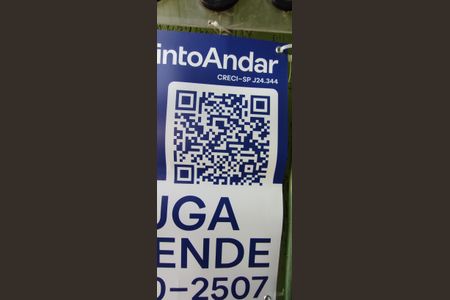 intoAndar
CRECI-SP J24.344
UGA
ENDE
0-2507